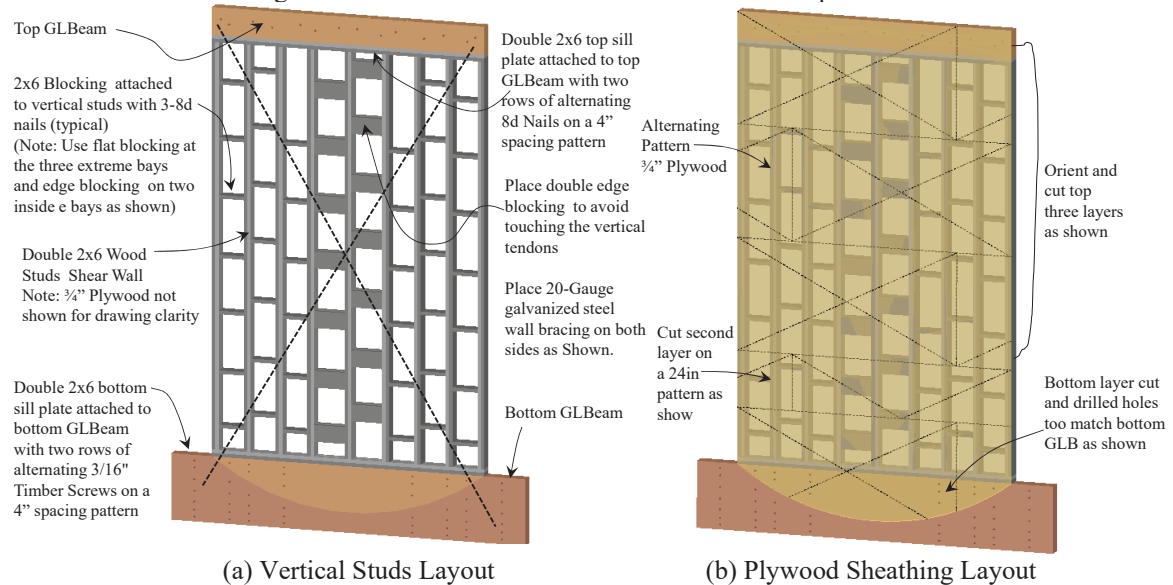 Top GLBeam
2x6 Blocking attached
to vertical studs with 3-8d
nails (typical)
(Note: Use flat blocking at
the three extreme bays
and edge blocking on two
inside e bays as shown)
Double 2x6 Wood
Studs Shear Wall
Note: ¾” Plywood not
shown for drawing clarity
Double 2x6 bottom
sill plate attached to
bottom GLBeam
with two rows of
alternating 3/16"
Timber Screws on a
4” spacing pattern
Double 2x6 top sill
plate attached to top
GLBeam with two
rows of alternating
8d Nails on a 4”
spacing pattern
Place double edge
blocking to avoid
touching the vertical
tendons
Place 20-Gauge
galvanized steel
wall bracing on both
sides as Shown.
Bottom GLBeam
(a) Vertical Studs Layout
Alternating
Pattern
¾” Plywood
Cut second
layer on
a 24in
pattern as
show
Orient and
cut top
three layers
as shown
Bottom layer cut
and drilled holes
too match bottom
GLB as shown
(b) Plywood Sheathing Layout